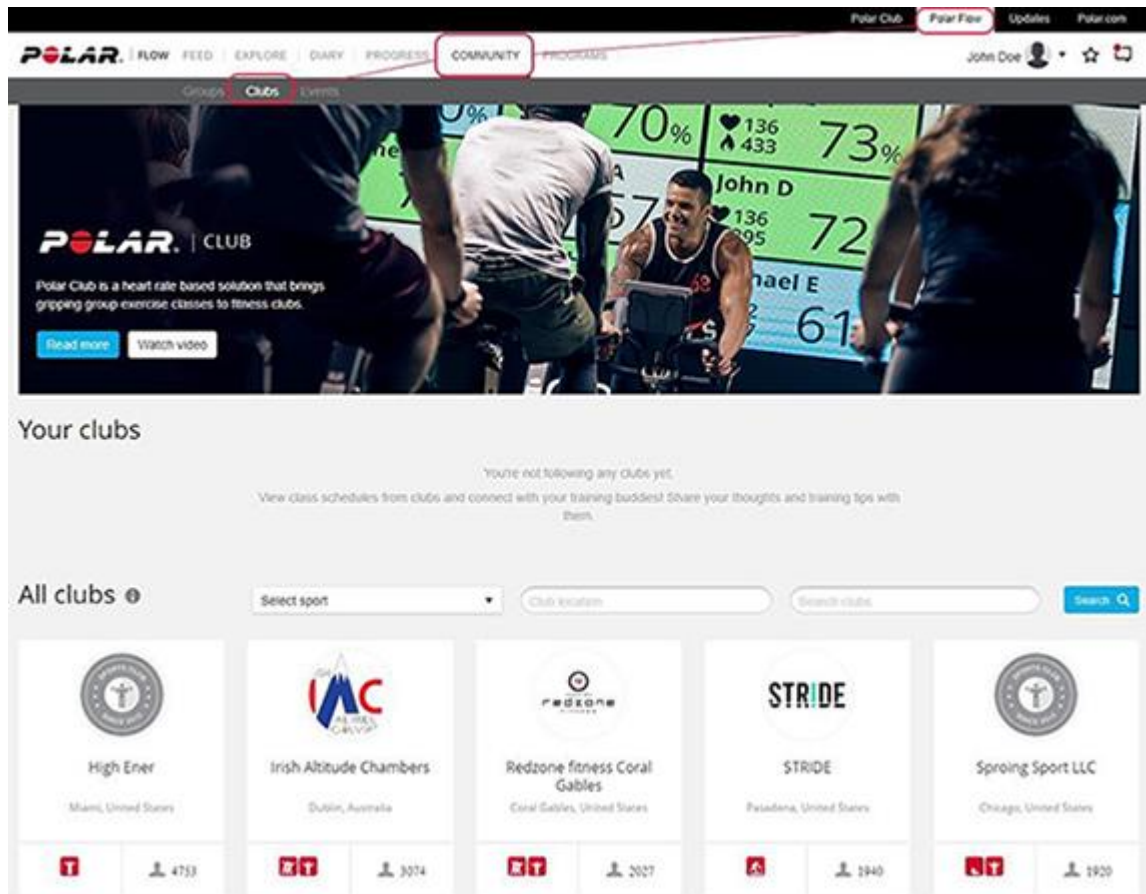 Polar Club Polar Flow Updates Polar.com
POLAR. FLOW FEED EXPLORE DIARY PROGRESS COMMUNITY PROGRAMS
John Doe
Groups Clubs Events
70% 136 433 73%
John D
136 72
61
POLAR. | CLUB
Polar Club is a heart rate based solution that brings
gripping group exercise classes to fitness clubs.
Read more Watch video
Your clubs
You're not following any clubs yet.
View class schedules from clubs and connect with your training buddies! Share your thoughts and training tips with
them.
All clubs
Select sport Club location Search clubs Search
SPORTS CLUB
IAC
redzone
STRIDE
SPORTS CLUB
High Ener
Irish Altitude Chambers
Redzone fitness Coral
Gables
STRIDE
Sproing Sport LLC
Miami, United States
Dublin, Australia
Coral Gables, United States
Pasadena, United States
Chicago, United States
4753
3074
2027
1940
1920